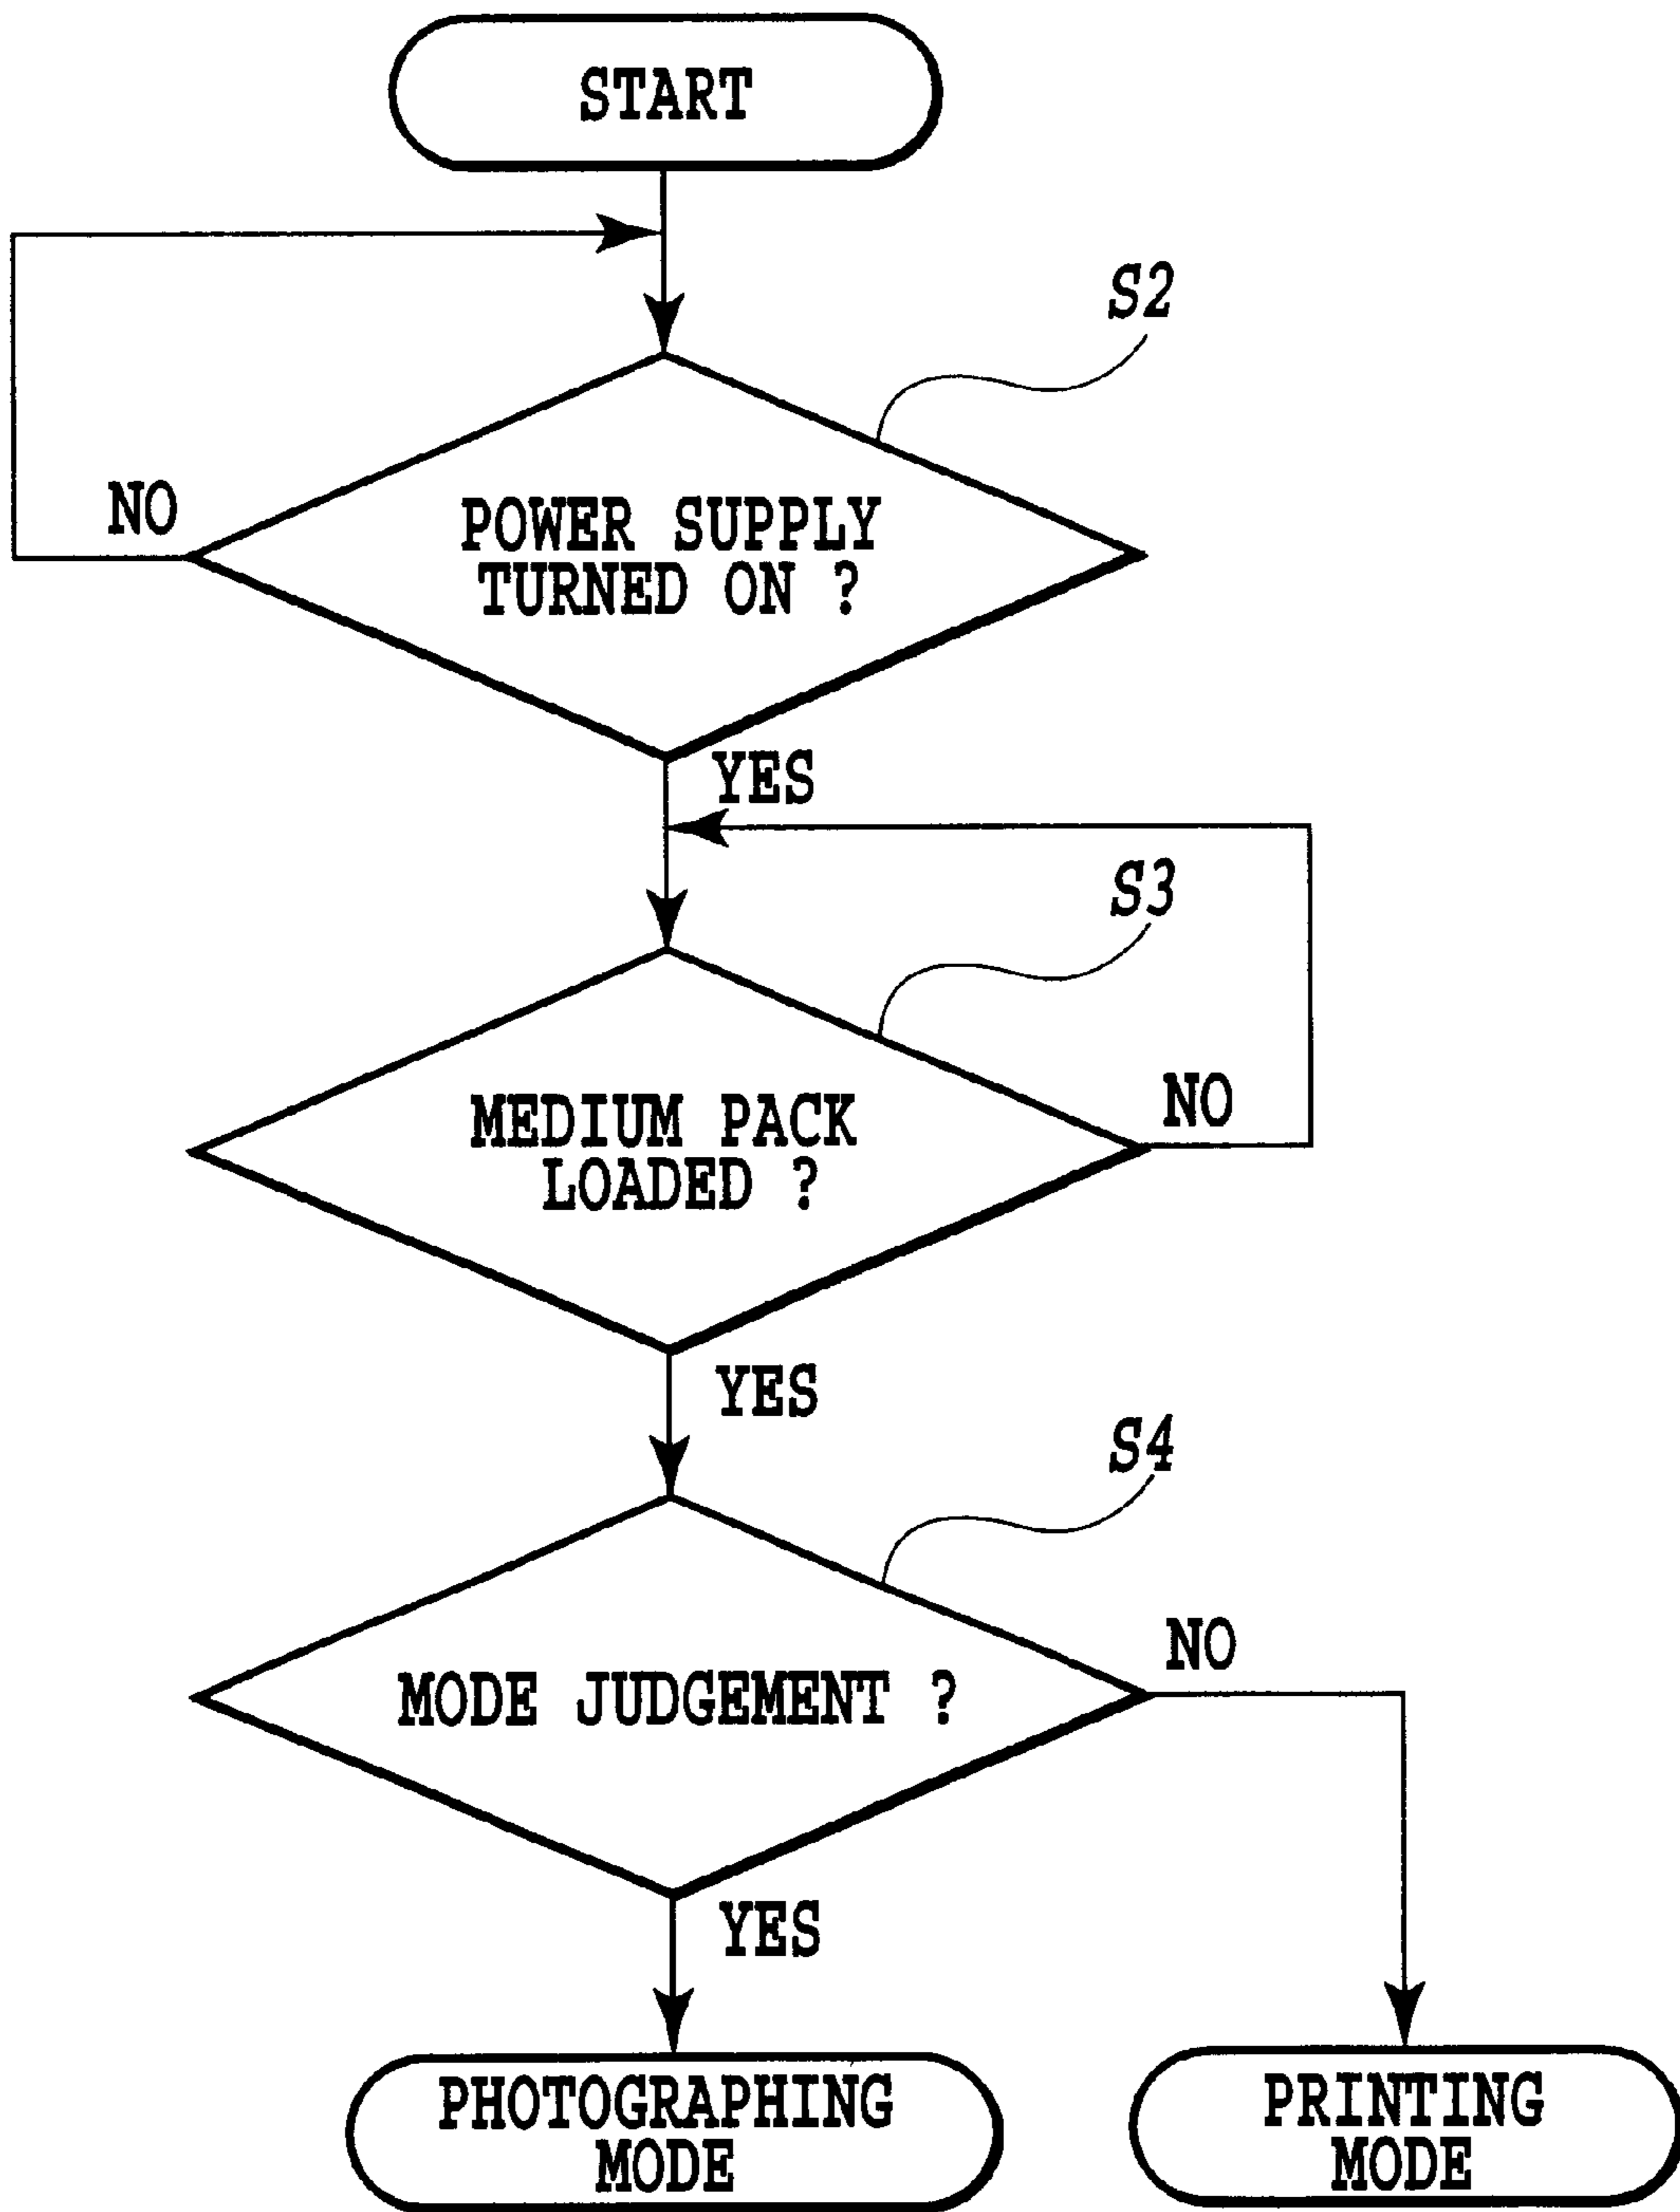 START
S2
NO
POWER SUPPLY
TURNED ON ?
YES
S3
MEDIUM PACK
LOADED ?
NO
YES
S4
NO
MODE JUDGEMENT ?
YES
PHOTOGRAPHING
MODE
PRINTING
MODE